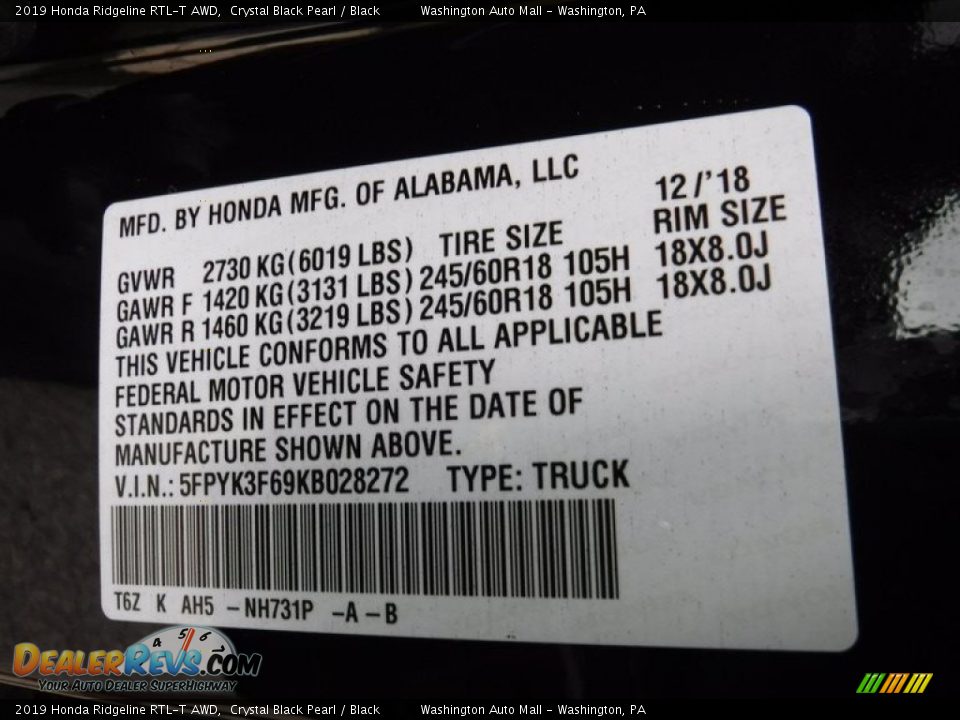 2019 Honda Ridgeline RTL-T AWD,  Crystal Black Pearl / Black    Washington Auto Mall - Washington, PA
MFD. BY HONDA MFG. OF ALABAMA, LLC    12/'18
GVWR 2730 KG(6019 LBS) TIRE SIZE RIM SIZE
GAWR F 1420 KG(3131 LBS) 245/60R18 105H 18X8.0J
GAWR R 1460 KG(3219 LBS) 245/60R18 105H 18X8.0J
THIS VEHICLE CONFORMS TO ALL APPLICABLE
FEDERAL MOTOR VEHICLE SAFETY
STANDARDS IN EFFECT ON THE DATE OF
MANUFACTURE SHOWN ABOVE.
V.I.N.: 5FPYK3F69KB028272 TYPE: TRUCK
T6Z K AH5 -NH731P -A-B
4 5 6
DEALERREVS.COM
YOUR AUTO DEALER SUPERHIGHWAY
2019 Honda Ridgeline RTL-T AWD,  Crystal Black Pearl / Black    Washington Auto Mall - Washington, PA